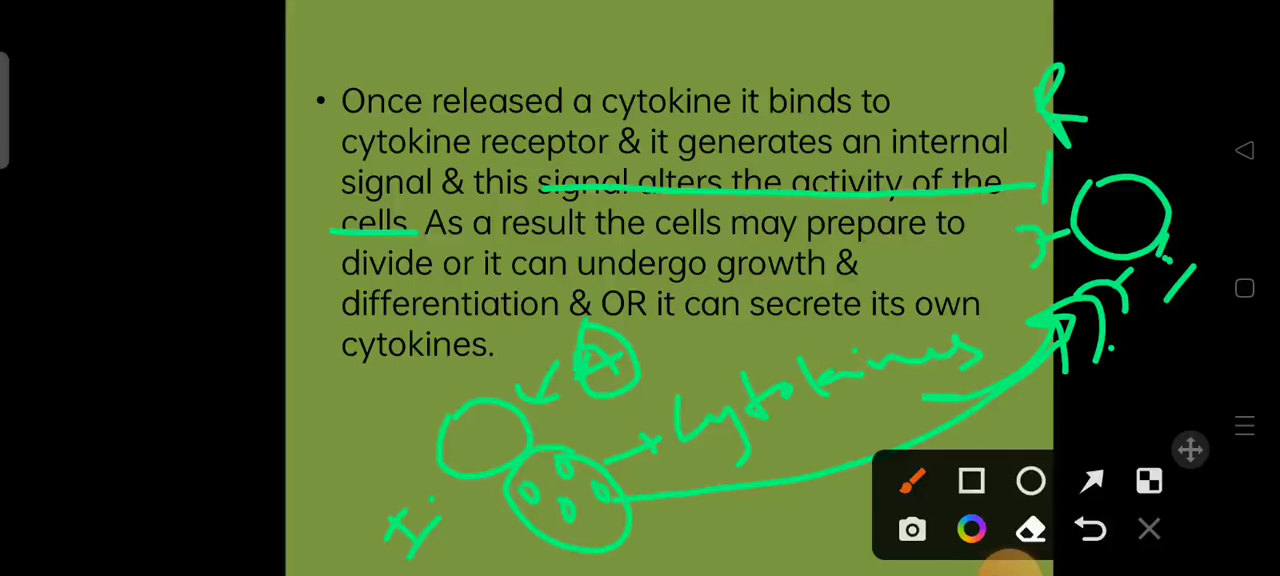 • Once released a cytokine it binds to
cytokine receptor & it generates an internal
signal & this signal alters the activity of the
cells. As a result the cells may prepare to
divide or it can undergo growth &
differentiation & OR it can secrete its own
cytokines.
R
Cytokines